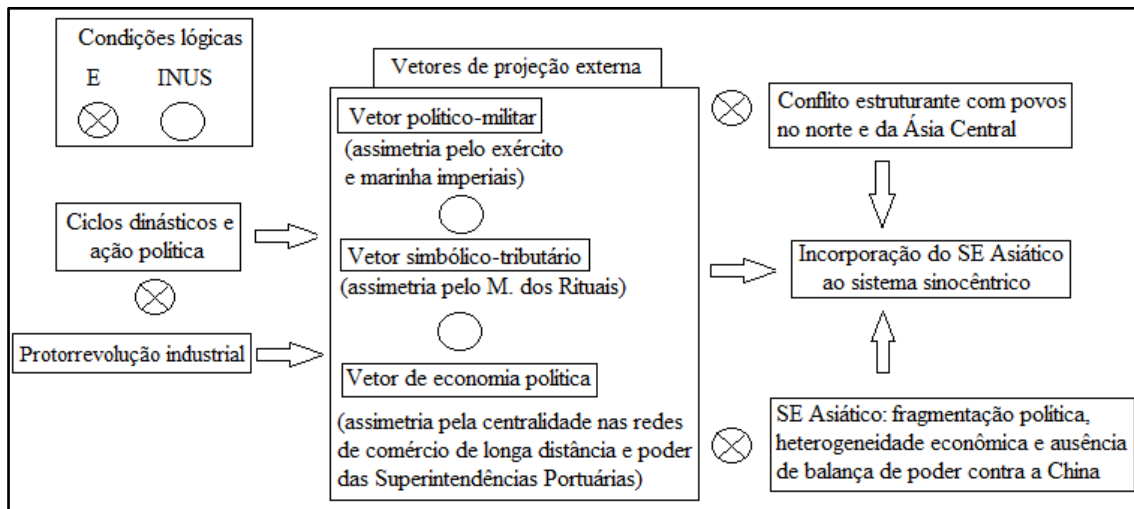 Condições lógicas
E INUS
Ciclos dinásticos e
ação política
Protorrevolução industrial
Vetores de projeção externa
Vetor político-militar
(assimetria pelo exército
e marinha imperiais)
Vetor simbólico-tributário
(assimetria pelo M. dos Rituais)
Vetor de economia política
(assimetria pela centralidade nas redes
de comércio de longa distância e poder
das Superintendências Portuárias)
Conflito estruturante com povos
no norte e da Ásia Central
Incorporação do SE Asiático
ao sistema sinocêntrico
SE Asiático: fragmentação política,
heterogeneidade econômica e ausência
de balança de poder contra a China